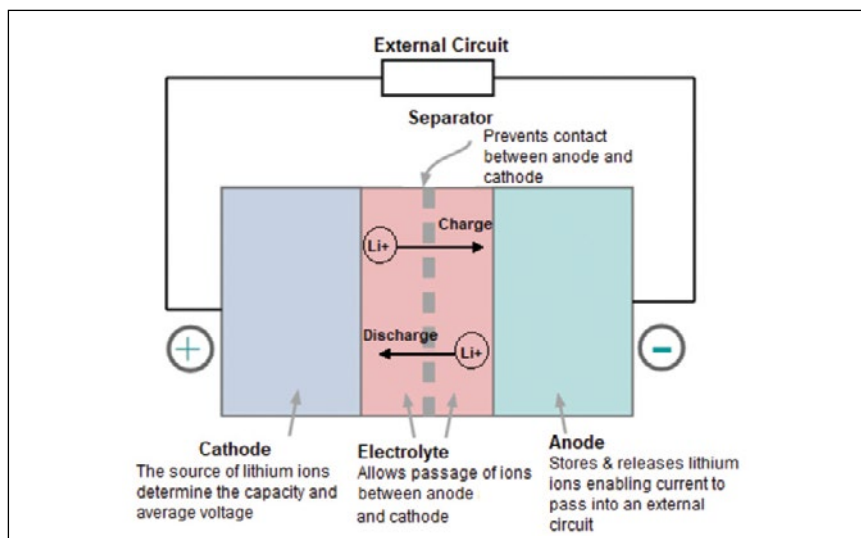 External Circuit
Separator
Prevents contact
between anode and
cathode
Charge
Li+
Discharge
Li+
+
-
Cathode
The source of lithium ions
determine the capacity and
average voltage
Electrolyte
Allows passage of ions
between anode
and cathode
Anode
Stores & releases lithium
ions enabling current to
pass into an external
circuit